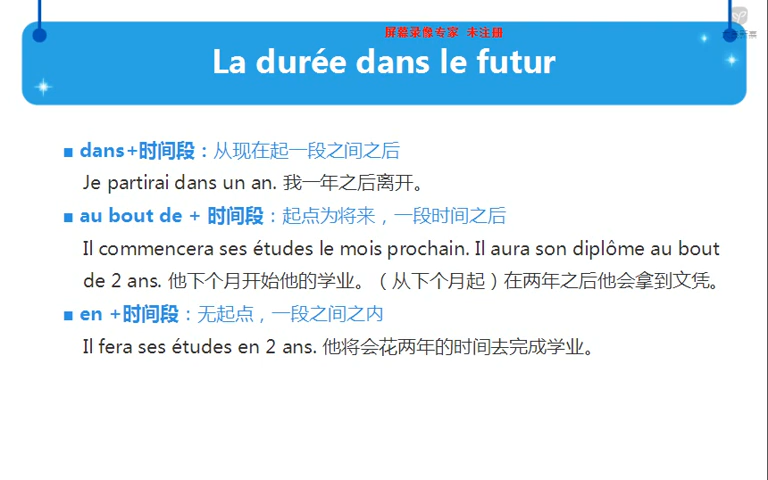 屏幕录像专家 未注册
La durée dans le futur
■ dans+时间段：从现在起一段之间之后
Je partirai dans un an. 我一年之后离开。
■ au bout de + 时间段：起点为将来，一段时间之后
Il commencera ses études le mois prochain. Il aura son diplôme au bout
de 2 ans. 他下个月开始他的学业。（从下个月起）在两年之后他会拿到文凭。
■ en +时间段：无起点，一段之间之内
Il fera ses études en 2 ans. 他将会花两年的时间去完成学业。